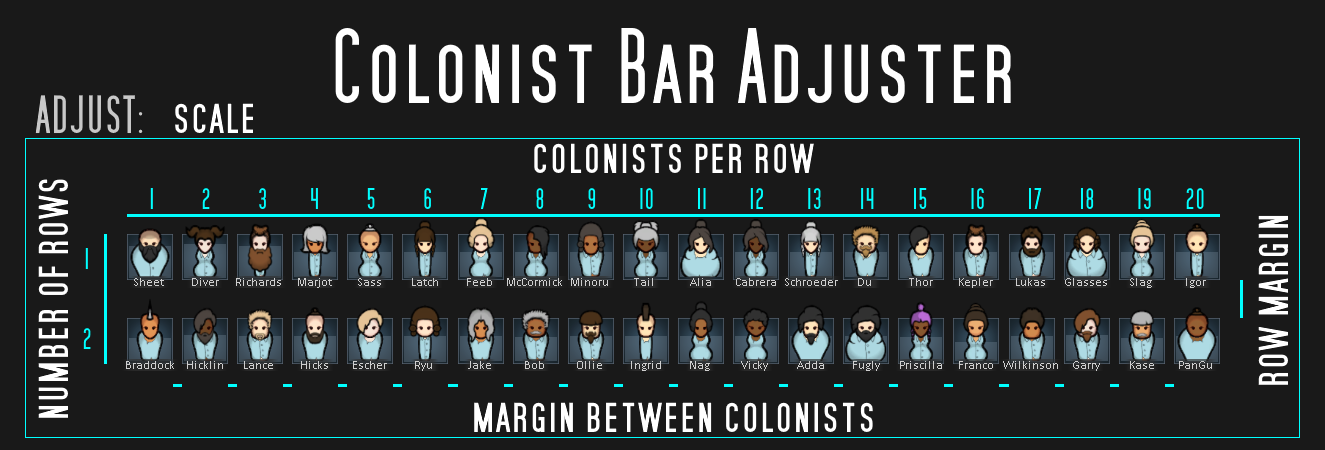 COLONIST BAR ADJUSTER
ADJUST: SCALE
COLONISTS PER ROW
NUMBER OF ROWS
1 2 3 4 5 6 7 8 9 10 11 12 13 14 15 16 17 18 19 20
1
Sheet Diver Richards Marjot Sass Latch Feeb McCormick Minoru Tail Alia Cabrera Schroeder Du Thor Kepler Lukas Glasses Slag Igor
2
Braddock Hicklin Lance Hicks Escher Ryu Jake Bob Ollie Ingrid Nag Vicky Adda Fugly Priscilla Franco Wilkinson Garry Kase PanGu
ROW MARGIN
MARGIN BETWEEN COLONISTS